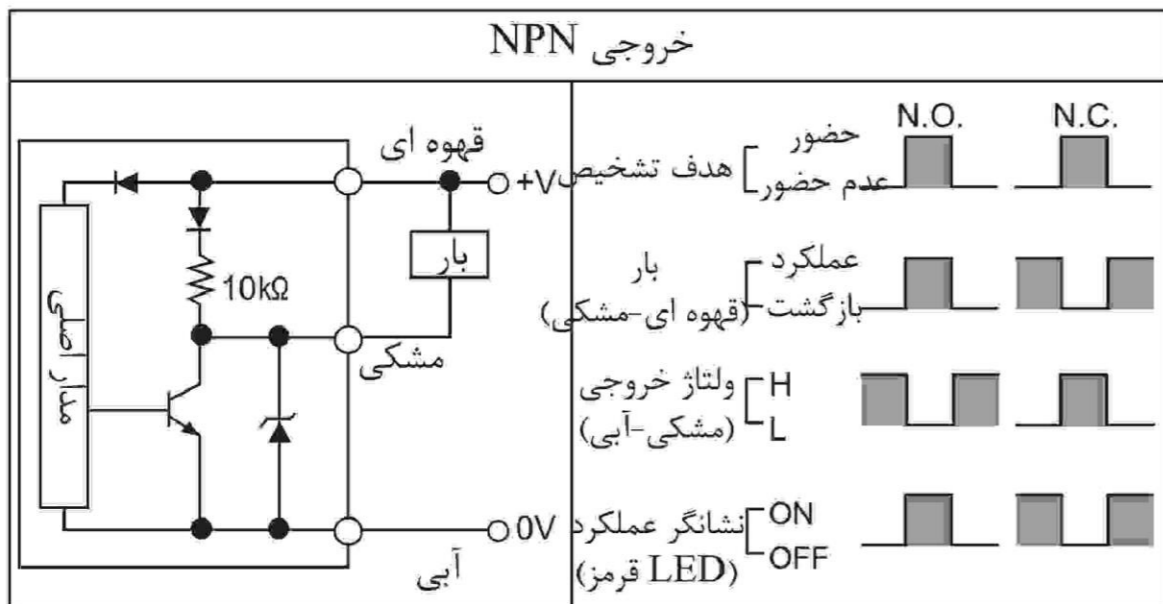 خروجی NPN
قهوه ای
+V
بار
10kΩ
مدار اصلی
مشکی
0V
آبی
N.O.
N.C.
هدف تشخیص
حضور
عدم حضور
بار
(قهوه ای-مشکی)
عملکرد
بازگشت
ولتاژ خروجی
(مشکی-آبی)
H
L
نشانگر عملکرد
(LED قرمز)
ON
OFF